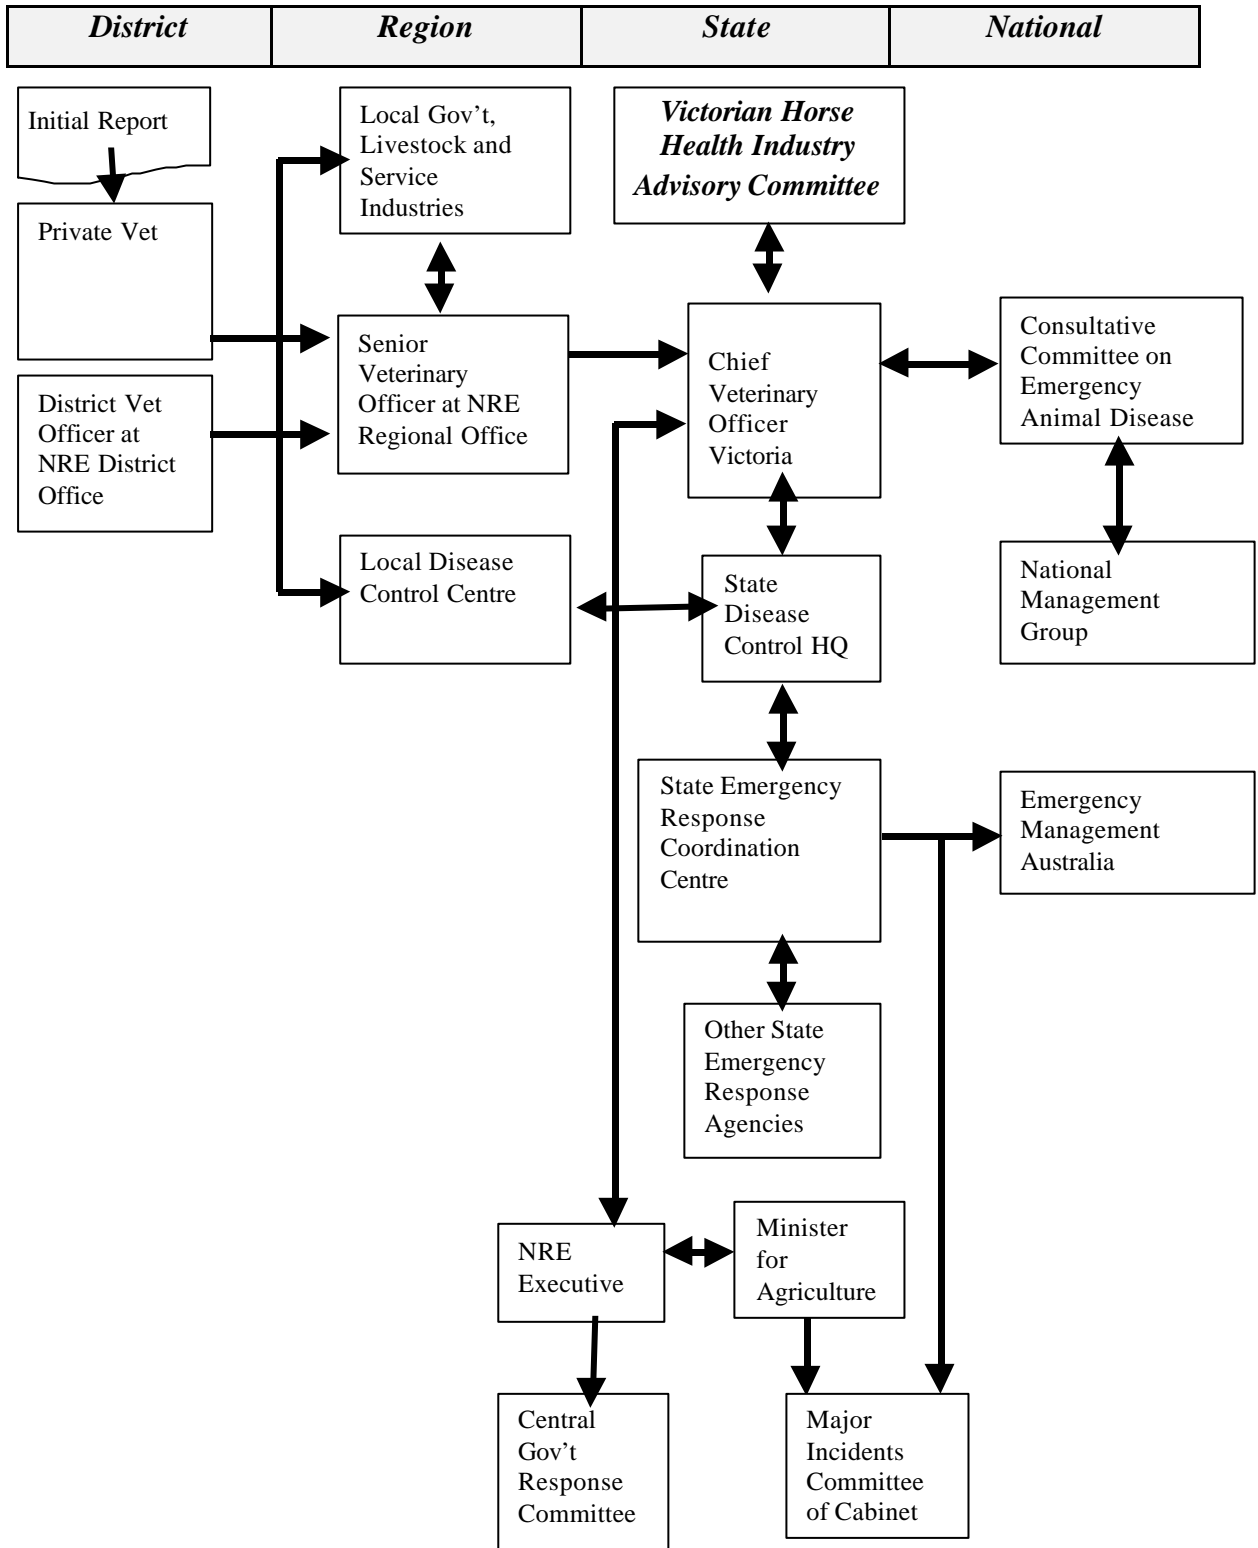 District
Region
State
National
Initial Report
Private Vet
District Vet
Officer at
NRE District
Office
Local Gov’t,
Livestock and
Service
Industries
Senior
Veterinary
Officer at NRE
Regional Office
Local Disease
Control Centre
Victorian Horse
Health Industry
Advisory Committee
Chief
Veterinary
Officer
Victoria
State
Disease
Control HQ
State Emergency
Response
Coordination
Centre
Other State
Emergency
Response
Agencies
Consultative
Committee on
Emergency
Animal Disease
National
Management
Group
Emergency
Management
Australia
NRE
Executive
Minister
for
Agriculture
Central
Gov’t
Response
Committee
Major
Incidents
Committee
of Cabinet